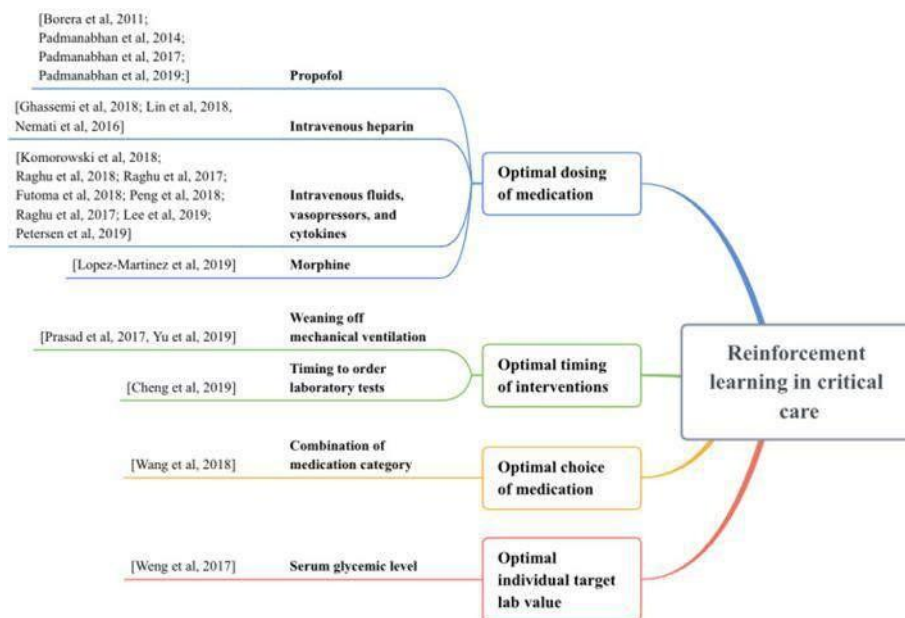 [Borera et al, 2011;
Padmanabhan et al, 2014;
Padmanabhan et al, 2017;
Padmanabhan et al, 2019;]
Propofol
[Ghassemi et al, 2018; Lin et al, 2018,
Nemati et al, 2016]
Intravenous heparin
[Komorowski et al, 2018;
Raghu et al, 2018; Raghu et al, 2017;
Futoma et al, 2018; Peng et al, 2018;
Raghu et al, 2017; Lee et al, 2019;
Petersen et al, 2019]
Intravenous fluids,
vasopressors, and
cytokines
[Lopez-Martinez et al, 2019]
Morphine
Optimal dosing
of medication
[Prasad et al, 2017, Yu et al, 2019]
Weaning off
mechanical ventilation
[Cheng et al, 2019]
Timing to order
laboratory tests
Optimal timing
of interventions
[Wang et al, 2018]
Combination of
medication category
Optimal choice
of medication
[Weng et al, 2017]
Serum glycemic level
Optimal
individual target
lab value
Reinforcement
learning in critical
care